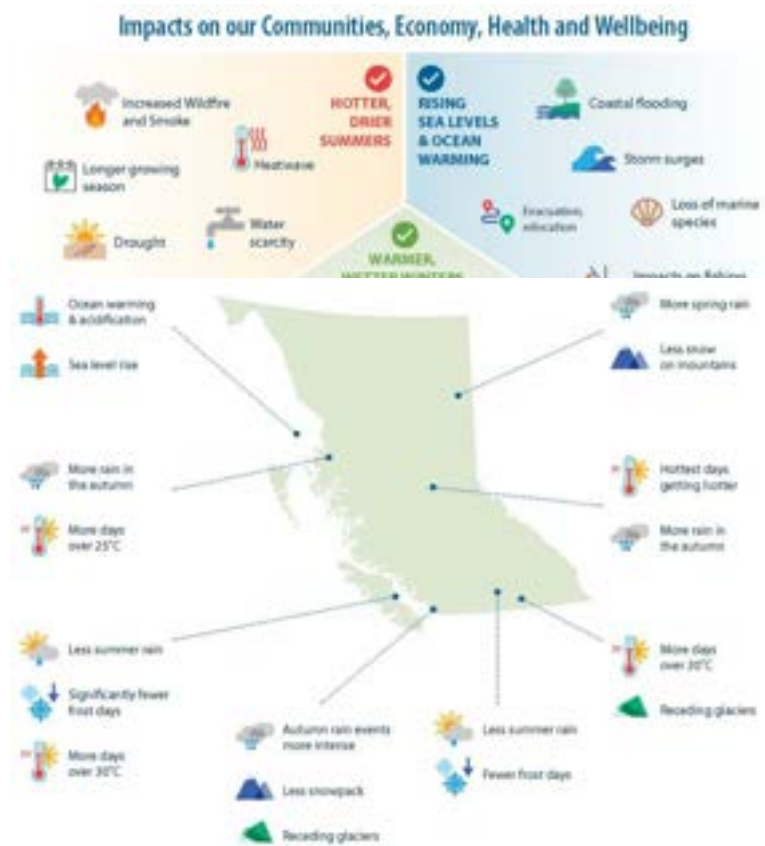 Impacts on our Communities, Economy, Health and Wellbeing
Increased Wildfire
and Smoke
HOTTER,
DRIER
SUMMERS
Heatwave
Longer growing
season
Water
scarcity
Drought
RISING
SEA LEVELS
& OCEAN
WARMING
Coastal flooding
Storm surges
Evacuation,
relocation
Loss of marine
species
Impacts on fishing
WARMER,
WETTER WINTERS
Ocean warming
& acidification
Sea level rise
More spring rain
Less snow
on mountains
More rain in
the autumn
More days
over 25°C
Hottest days
getting hotter
More rain in
the autumn
Less summer rain
Significantly fewer
frost days
More days
over 30°C
Autumn rain events
more intense
Less snowpack
Receding glaciers
Less summer rain
Fewer frost days
More days
over 30°C
Receding glaciers